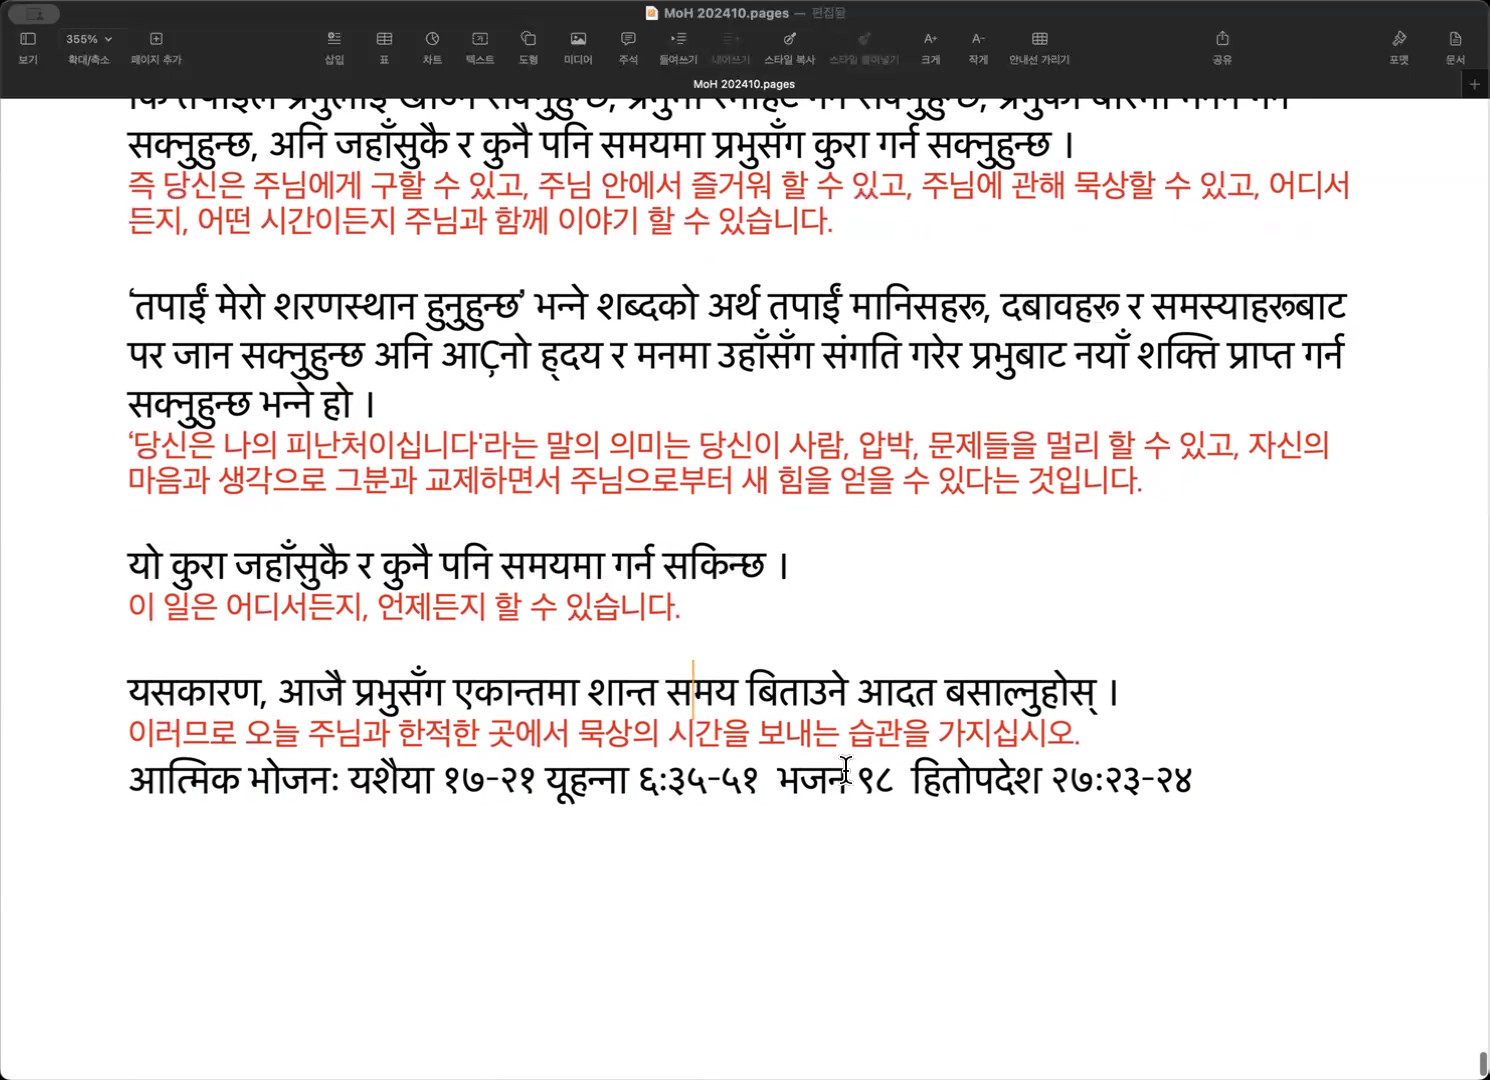 MoH 202410.pages — 편집됨
355%
보기 확대/축소 페이지 추가 삽입 표 차트 텍스트 도형 미디어 주석 들여쓰기 내어쓰기 스타일 복사 스타일 붙여넣기 크게 작게 안내선 가리기 공유 포맷 문서
MoH 202410.pages
सक्नुहुन्छ, अनि जहाँसुकै र कुनै पनि समयमा प्रभुसँग कुरा गर्न सक्नुहुन्छ ।
즉 당신은 주님에게 구할 수 있고, 주님 안에서 즐거워 할 수 있고, 주님에 관해 묵상할 수 있고, 어디서
든지, 어떤 시간이든지 주님과 함께 이야기 할 수 있습니다.
‘तपाईं मेरो शरणस्थान हुनुहुन्छ’ भन्ने शब्दको अर्थ तपाईं मानिसहरू, दबावहरू र समस्याहरूबाट
पर जान सक्नुहुन्छ अनि आÇनो ह्दय र मनमा उहाँसँग संगति गरेर प्रभुबाट नयाँ शक्ति प्राप्त गर्न
सक्नुहुन्छ भन्ने हो ।
‘당신은 나의 피난처이십니다'라는 말의 의미는 당신이 사람, 압박, 문제들을 멀리 할 수 있고, 자신의
마음과 생각으로 그분과 교제하면서 주님으로부터 새 힘을 얻을 수 있다는 것입니다.
यो कुरा जहाँसुकै र कुनै पनि समयमा गर्न सकिन्छ ।
이 일은 어디서든지, 언제든지 할 수 있습니다.
यसकारण, आजै प्रभुसँग एकान्तमा शान्त समय बिताउने आदत बसाल्नुहोस् ।
이러므로 오늘 주님과 한적한 곳에서 묵상의 시간을 보내는 습관을 가지십시오.
आत्मिक भोजनः यशैया १७-२१ यूहन्ना ६:३५-५१ भजन ९८ हितोपदेश २७:२३-२४